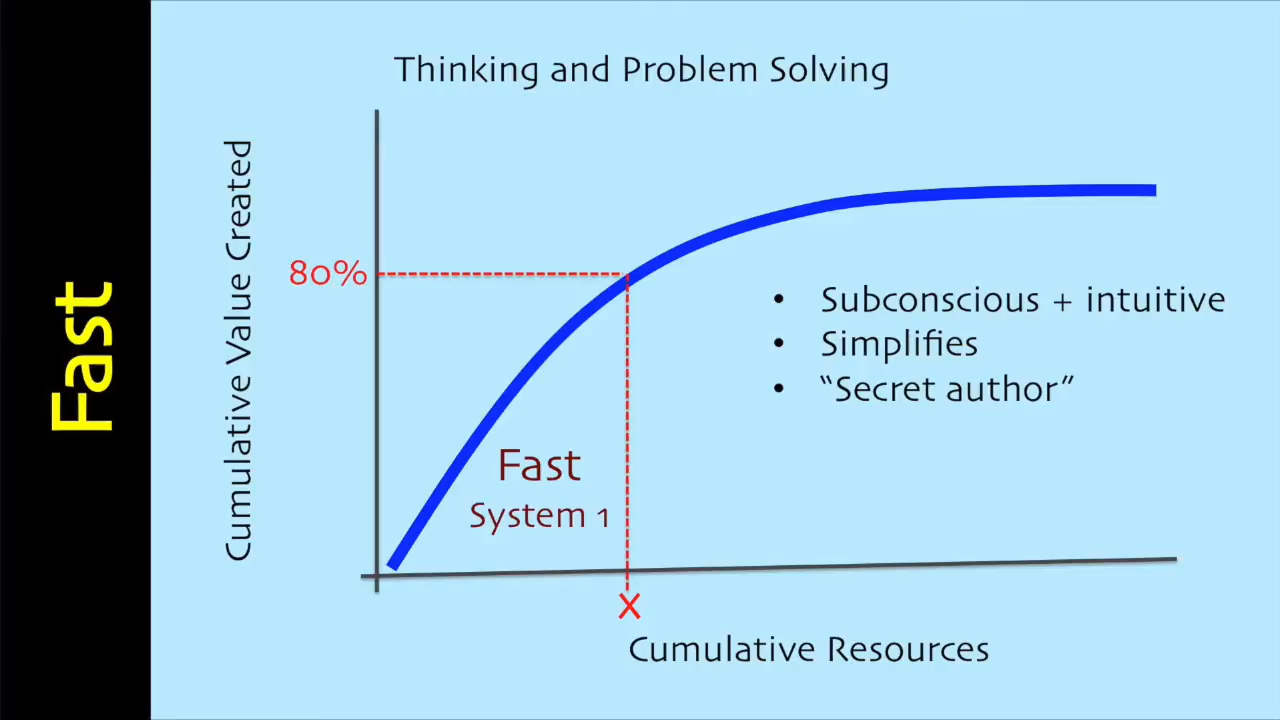 Fast
Thinking and Problem Solving
Cumulative Value Created
80%
• Subconscious + intuitive
• Simplifies
• “Secret author”
Fast
System 1
X
Cumulative Resources